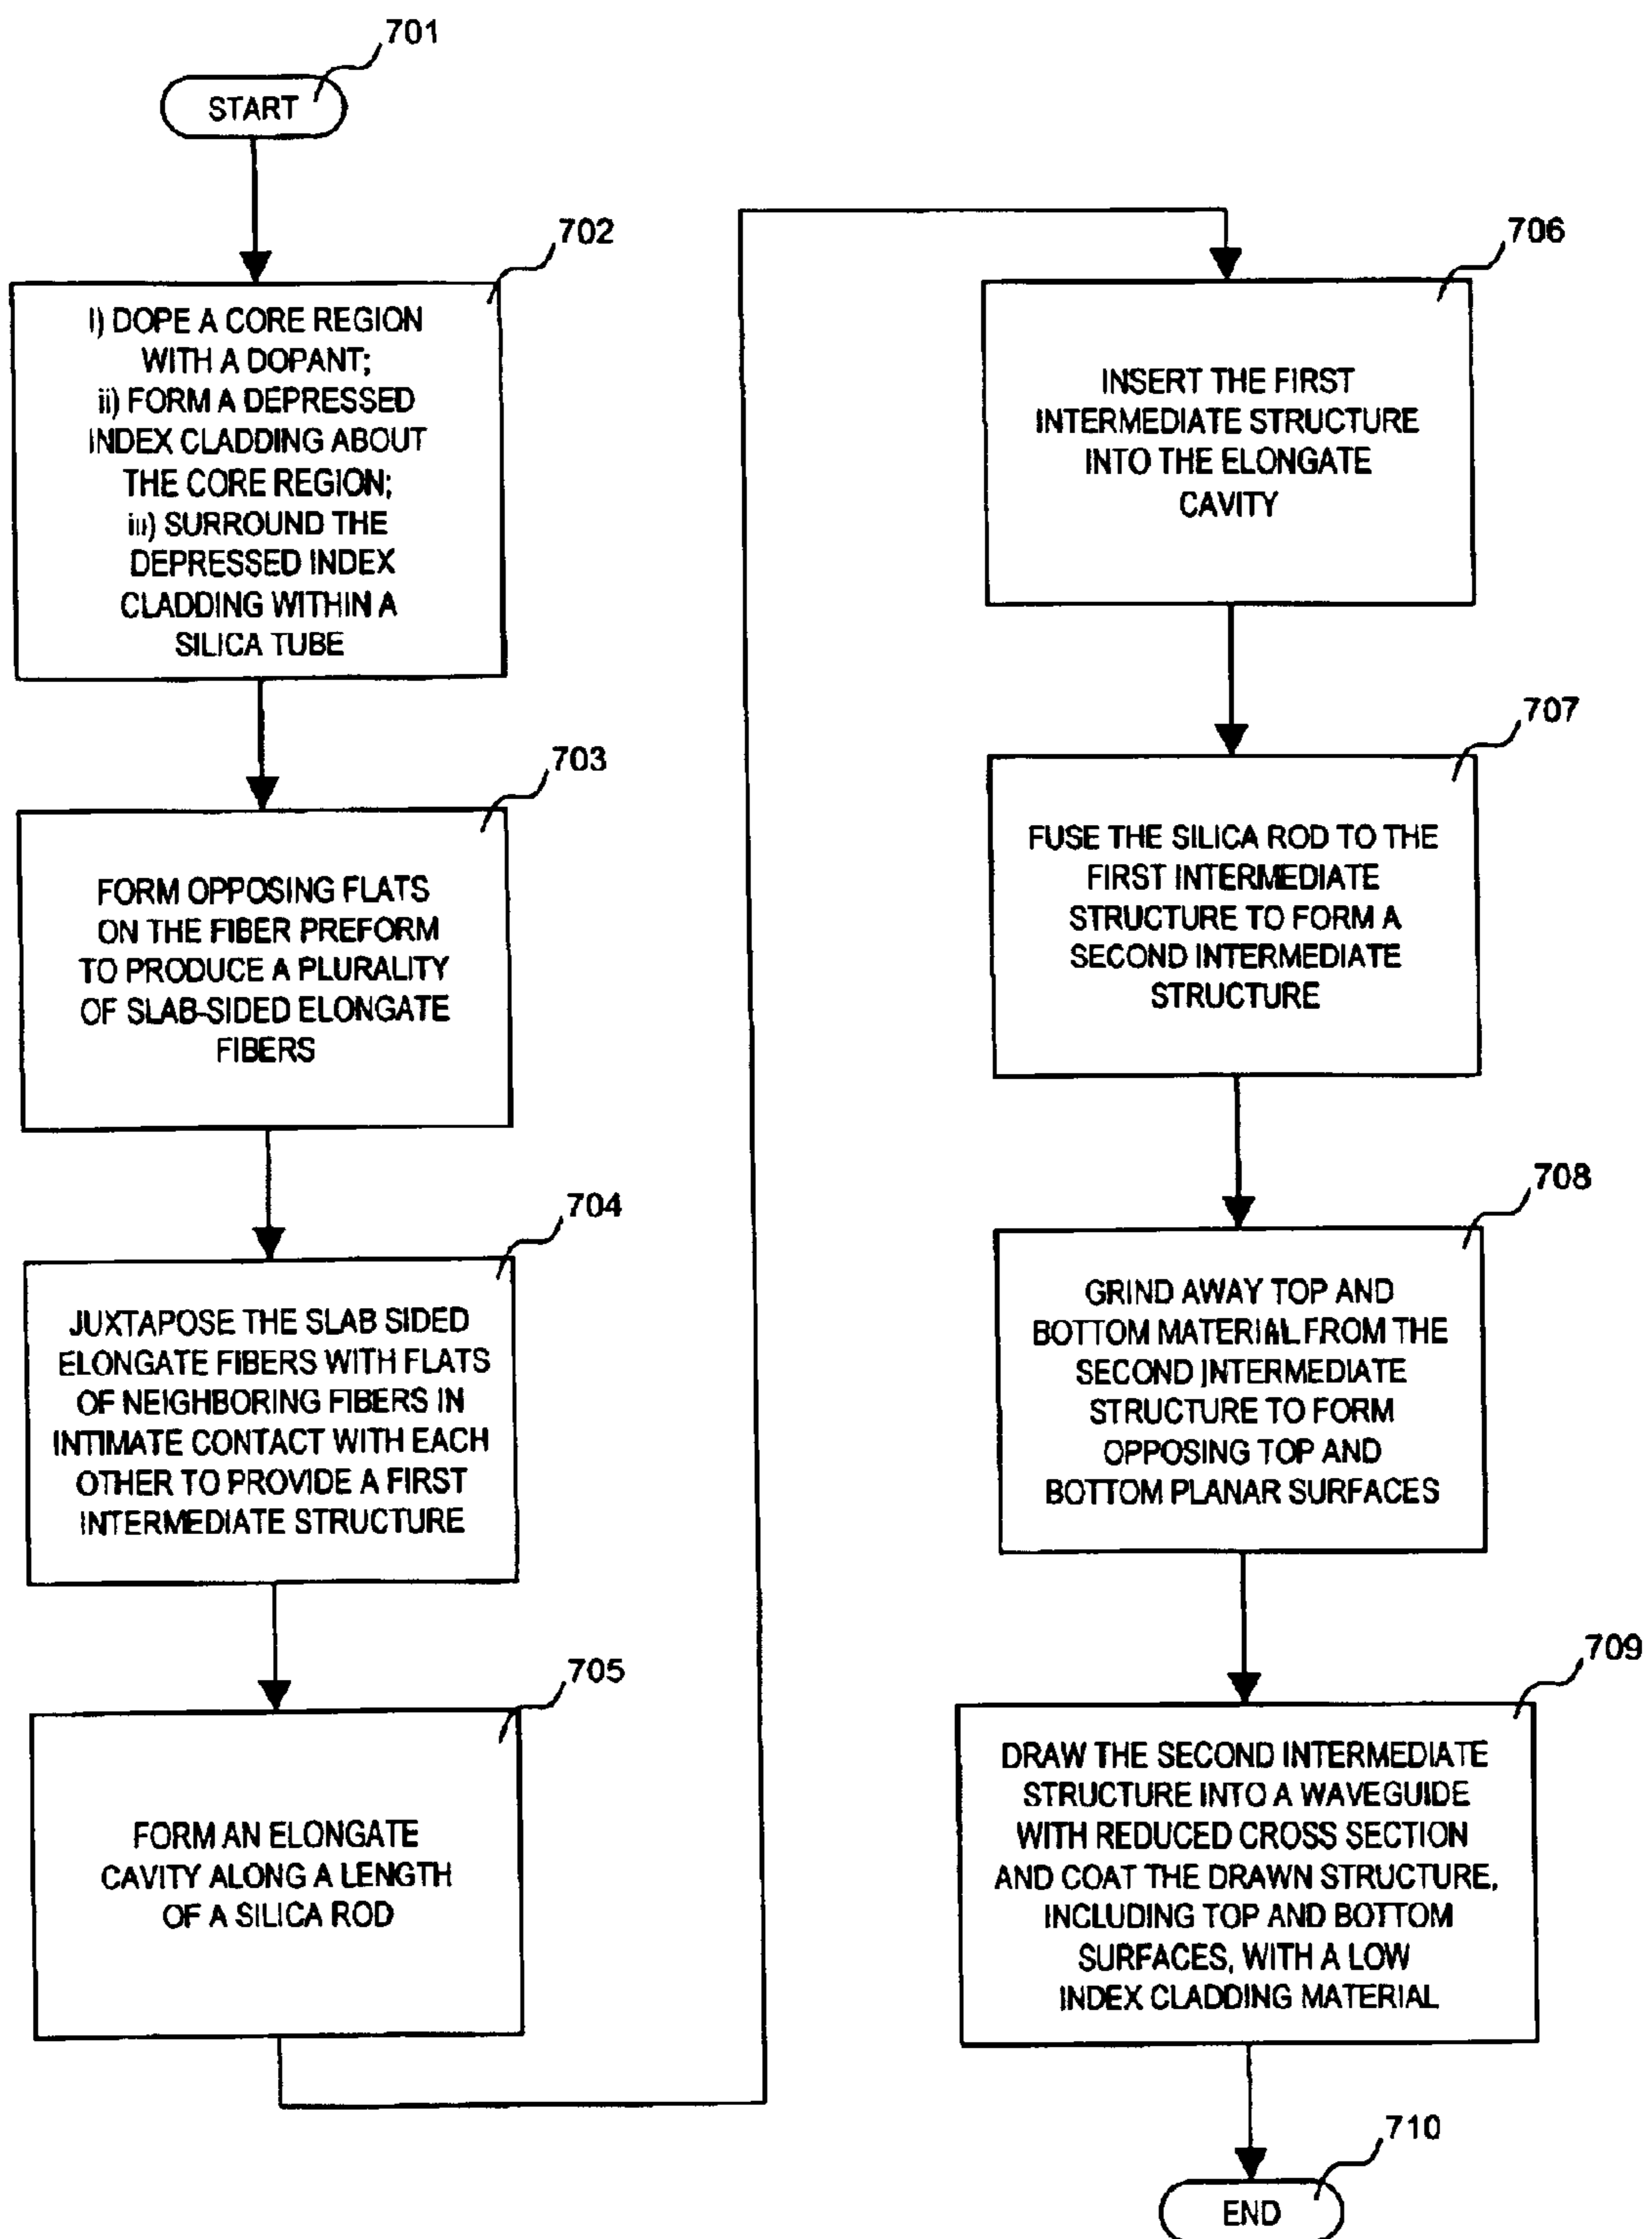 701
START
702
i) DOPE A CORE REGION
WITH A DOPANT;
ii) FORM A DEPRESSED
INDEX CLADDING ABOUT
THE CORE REGION;
iii) SURROUND THE
DEPRESSED INDEX
CLADDING WITHIN A
SILICA TUBE
703
FORM OPPOSING FLATS
ON THE FIBER PREFORM
TO PRODUCE A PLURALITY
OF SLAB-SIDED ELONGATE
FIBERS
704
JUXTAPOSE THE SLAB SIDED
ELONGATE FIBERS WITH FLATS
OF NEIGHBORING FIBERS IN
INTIMATE CONTACT WITH EACH
OTHER TO PROVIDE A FIRST
INTERMEDIATE STRUCTURE
705
FORM AN ELONGATE
CAVITY ALONG A LENGTH
OF A SILICA ROD
706
INSERT THE FIRST
INTERMEDIATE STRUCTURE
INTO THE ELONGATE
CAVITY
707
FUSE THE SILICA ROD TO THE
FIRST INTERMEDIATE
STRUCTURE TO FORM A
SECOND INTERMEDIATE
STRUCTURE
708
GRIND AWAY TOP AND
BOTTOM MATERIAL FROM THE
SECOND INTERMEDIATE
STRUCTURE TO FORM
OPPOSING TOP AND
BOTTOM PLANAR SURFACES
709
DRAW THE SECOND INTERMEDIATE
STRUCTURE INTO A WAVEGUIDE
WITH REDUCED CROSS SECTION
AND COAT THE DRAWN STRUCTURE,
INCLUDING TOP AND BOTTOM
SURFACES, WITH A LOW
INDEX CLADDING MATERIAL
710
END